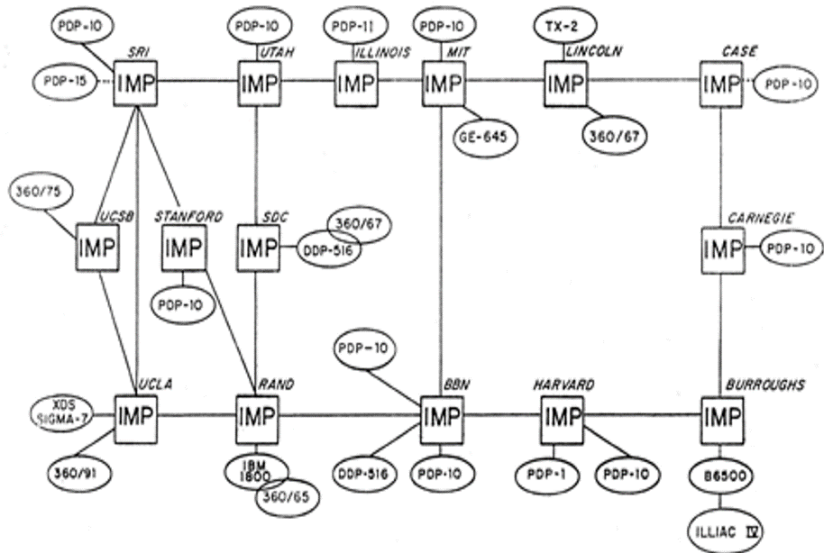 PDP-10
PDP-10
PDP-11
PDP-10
TX-2
SRI
UTAH
ILLINOIS
MIT
LINCOLN
CASE
PDP-15
IMP
IMP
IMP
IMP
IMP
IMP
PDP-10
GE-645
360/67
360/75
UCSB
STANFORD
SDC
360/67
CARNEGIE
IMP
IMP
IMP
DDP-516
IMP
PDP-10
PDP-10
PDP-10
UCLA
RAND
BBN
HARVARD
BURROUGHS
XDS
SIGMA-7
IMP
IMP
IMP
IMP
IMP
360/91
IBM
1800
360/65
DDP-516
PDP-10
PDP-1
PDP-10
B6500
ILLIAC IV